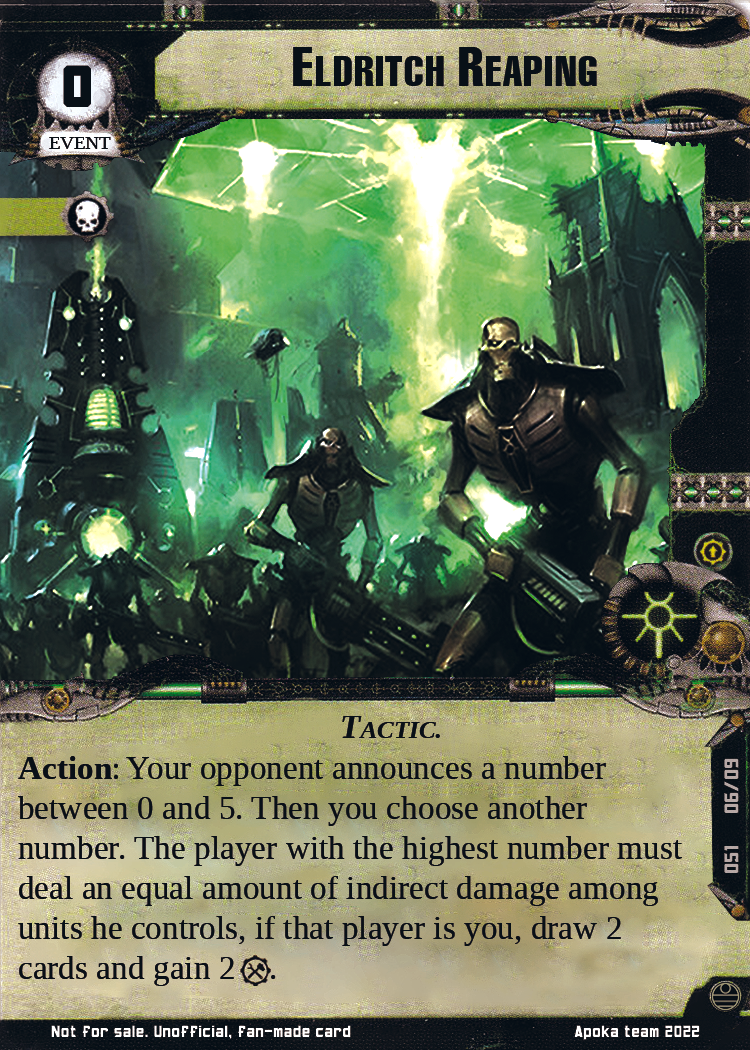 0
Eldritch Reaping
EVENT
Tactic.
Action: Your opponent announces a number
between 0 and 5. Then you choose another
number. The player with the highest number must
deal an equal amount of indirect damage among
units he controls, if that player is you, draw 2
cards and gain 2.
051 06/09
Not for sale. Unofficial, fan-made card
Apoka team 2022